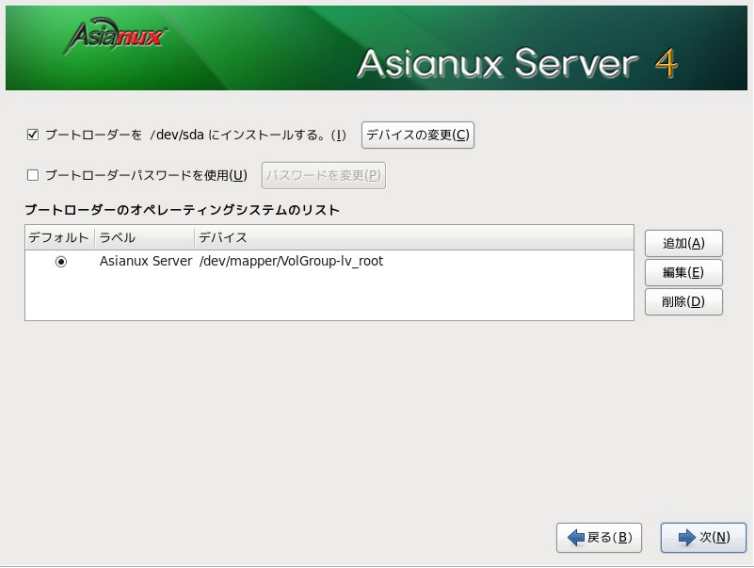 Asianux
Asianux Server 4
ブートローダーを /dev/sda にインストールする。(I) デバイスの変更(C)
ブートローダーパスワードを使用(U) パスワードを変更(P)
ブートローダーのオペレーティングシステムのリスト
デフォルト ラベル デバイス
Asianux Server /dev/mapper/VolGroup-lv_root
追加(A)
編集(E)
削除(D)
戻る(B) 次(N)